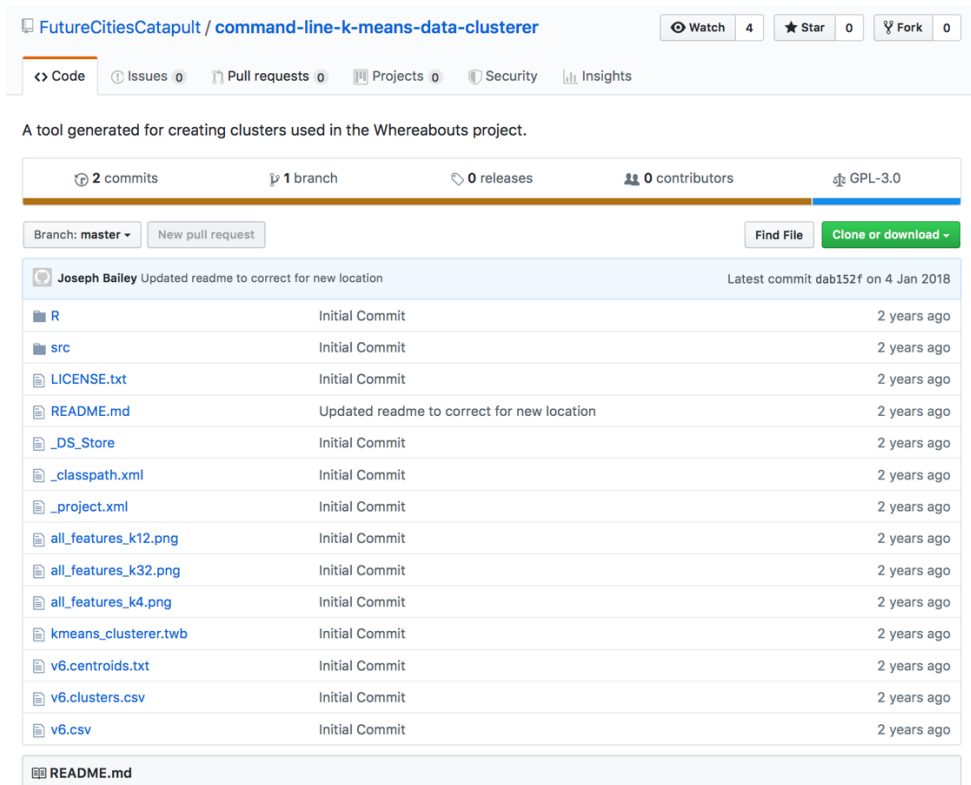 FutureCitiesCatapult / command-line-k-means-data-clusterer Watch 4 Star 0 Fork 0
Code Issues 0 Pull requests 0 Projects 0 Security Insights
A tool generated for creating clusters used in the Whereabouts project.
2 commits 1 branch 0 releases 0 contributors GPL-3.0
Branch: master New pull request Find File Clone or download
Joseph Bailey Updated readme to correct for new location Latest commit dab152f on 4 Jan 2018
R Initial Commit 2 years ago
src Initial Commit 2 years ago
LICENSE.txt Initial Commit 2 years ago
README.md Updated readme to correct for new location 2 years ago
_DS_Store Initial Commit 2 years ago
_classpath.xml Initial Commit 2 years ago
_project.xml Initial Commit 2 years ago
all_features_k12.png Initial Commit 2 years ago
all_features_k32.png Initial Commit 2 years ago
all_features_k4.png Initial Commit 2 years ago
kmeans_clusterer.twb Initial Commit 2 years ago
v6.centroids.txt Initial Commit 2 years ago
v6.clusters.csv Initial Commit 2 years ago
v6.csv Initial Commit 2 years ago
README.md